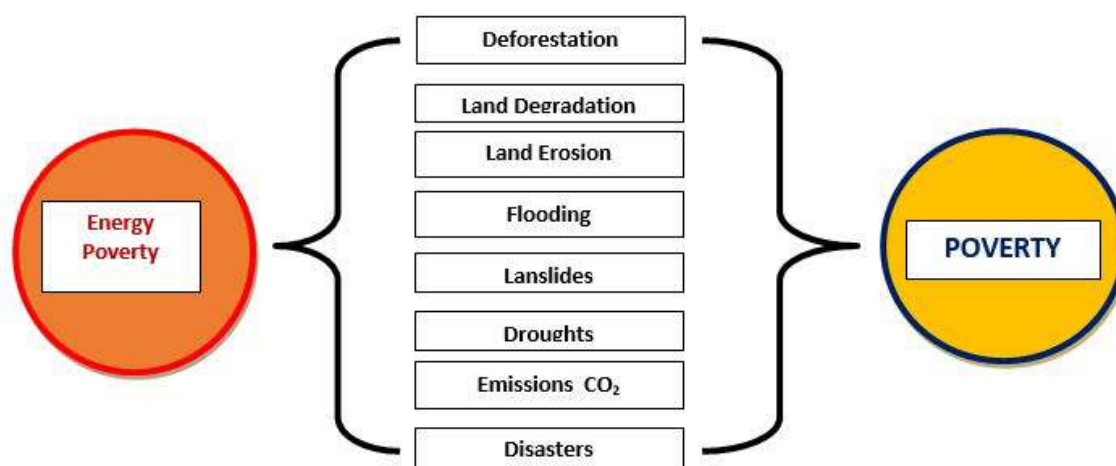 Deforestation
Land Degradation
Land Erosion
Flooding
Lanslides
Droughts
Emissions CO₂
Disasters
Energy
Poverty
POVERTY